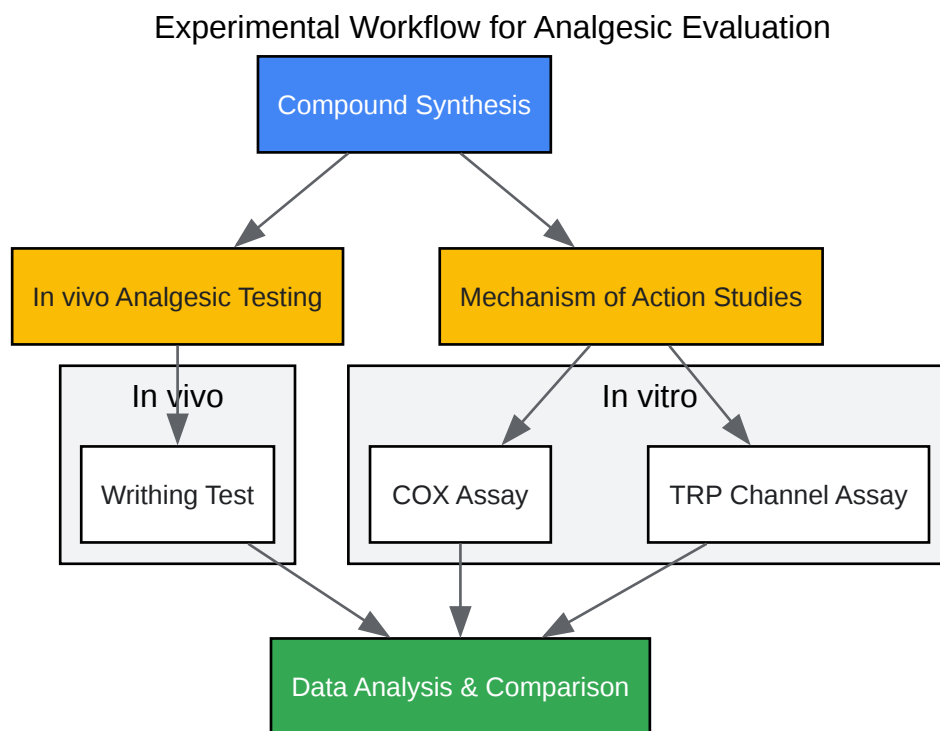 Experimental Workflow for Analgesic Evaluation
Compound Synthesis
In vivo Analgesic Testing
Mechanism of Action Studies
In vivo
In vitro
Writhing Test
COX Assay
TRP Channel Assay
Data Analysis & Comparison